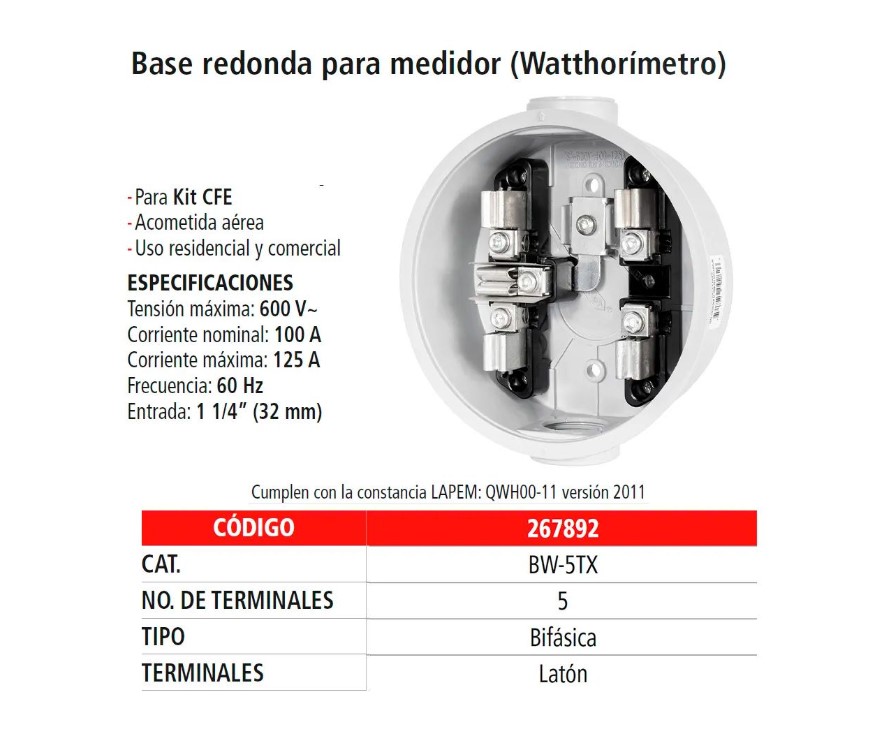 Base redonda para medidor (Watthorímetro)
- Para Kit CFE
- Acometida aérea
- Uso residencial y comercial
ESPECIFICACIONES
Tensión máxima: 600 V~
Corriente nominal: 100 A
Corriente máxima: 125 A
Frecuencia: 60 Hz
Entrada: 1 1/4” (32 mm)
Cumplen con la constancia LAPEM: QWH00-11 versión 2011
CÓDIGO 267892
CAT. BW-5TX
NO. DE TERMINALES 5
TIPO Bifásica
TERMINALES Latón